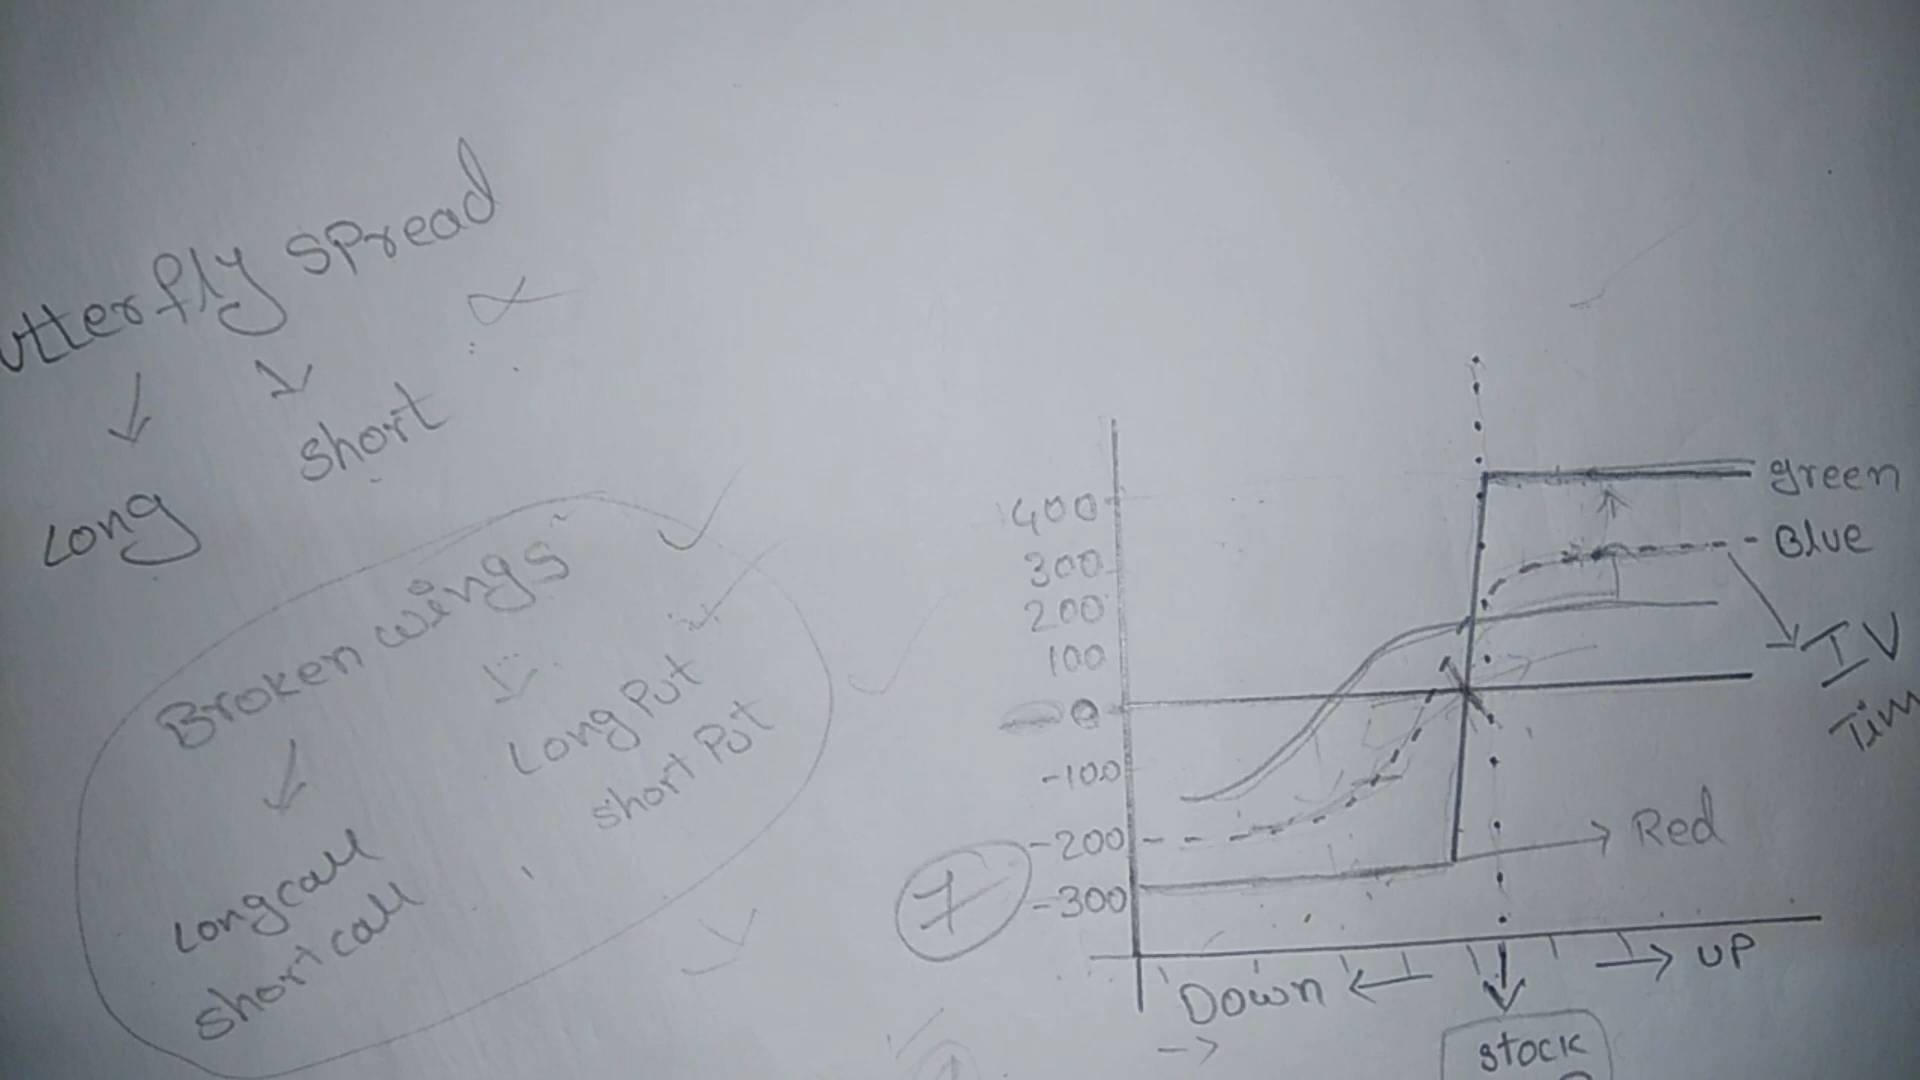 utterfly spread
Long
short
Broken wings
Long call
short call
Long Put
short Put
400
300
200
100
0
-100
-200
-300
7
green
Blue
IV
Tim
Red
Down
UP
stock